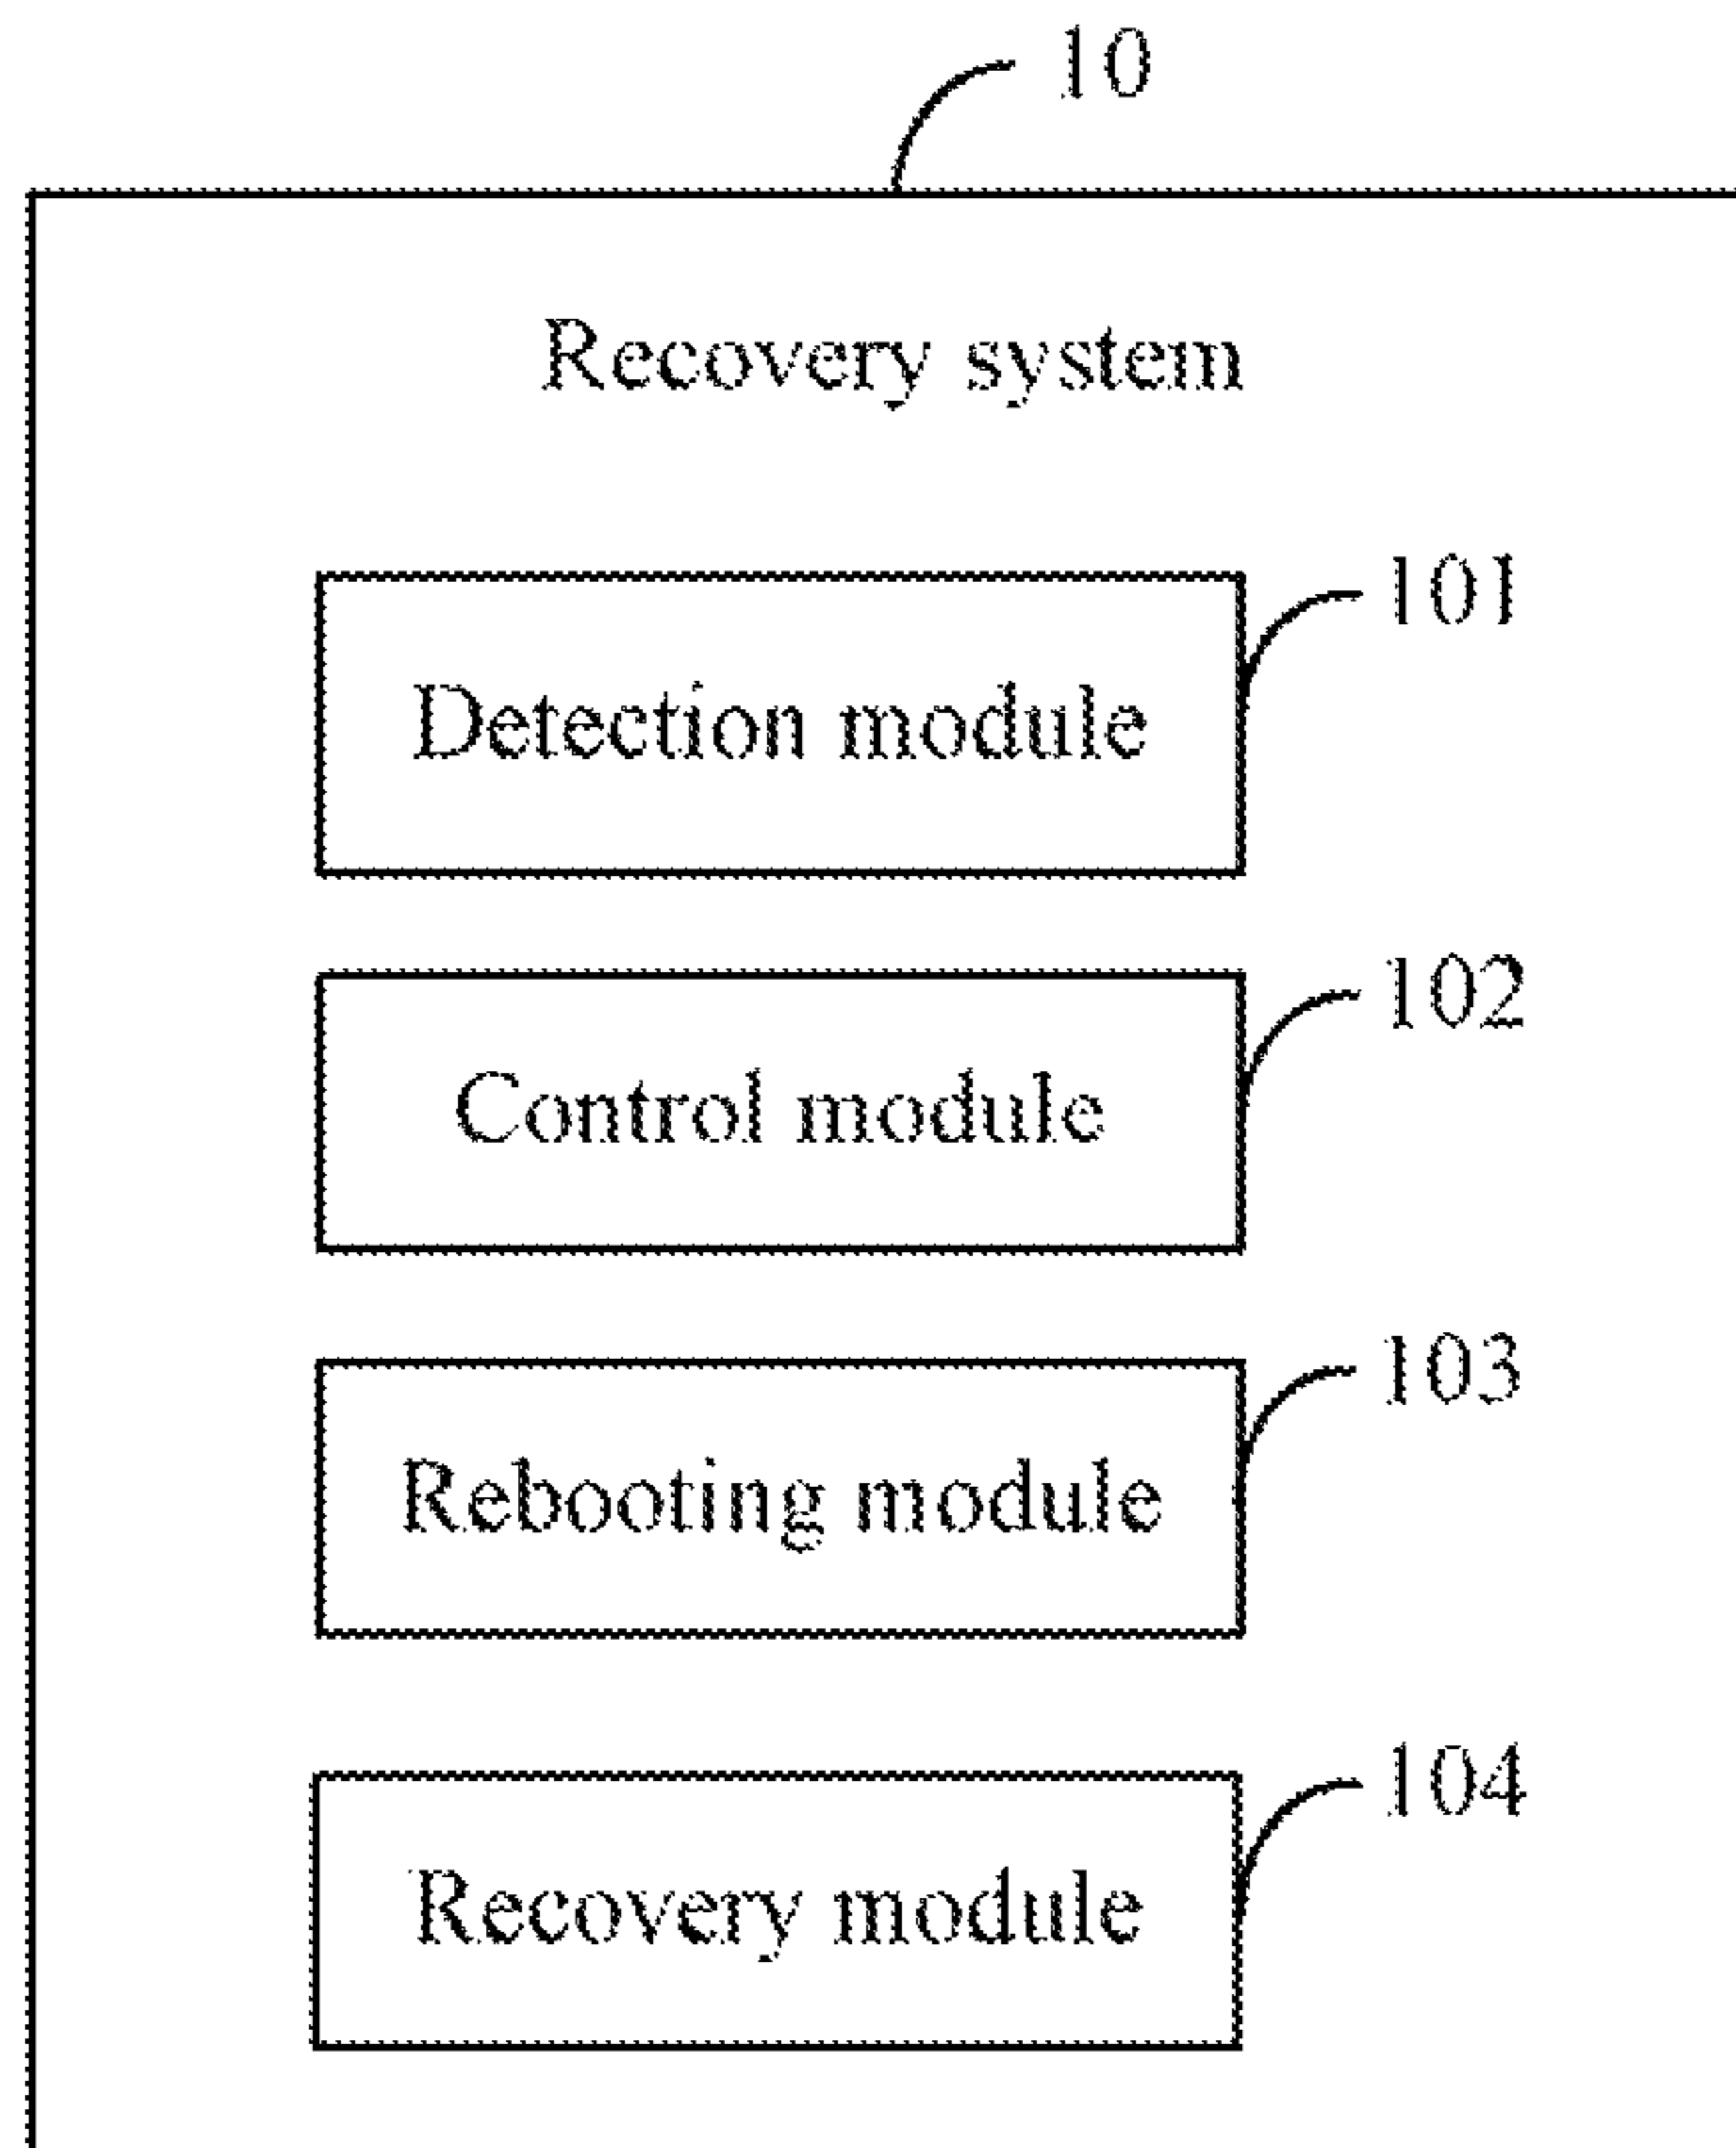 10
Recovery system
101
Detection module
102
Control module
103
Rebooting module
104
Recovery module